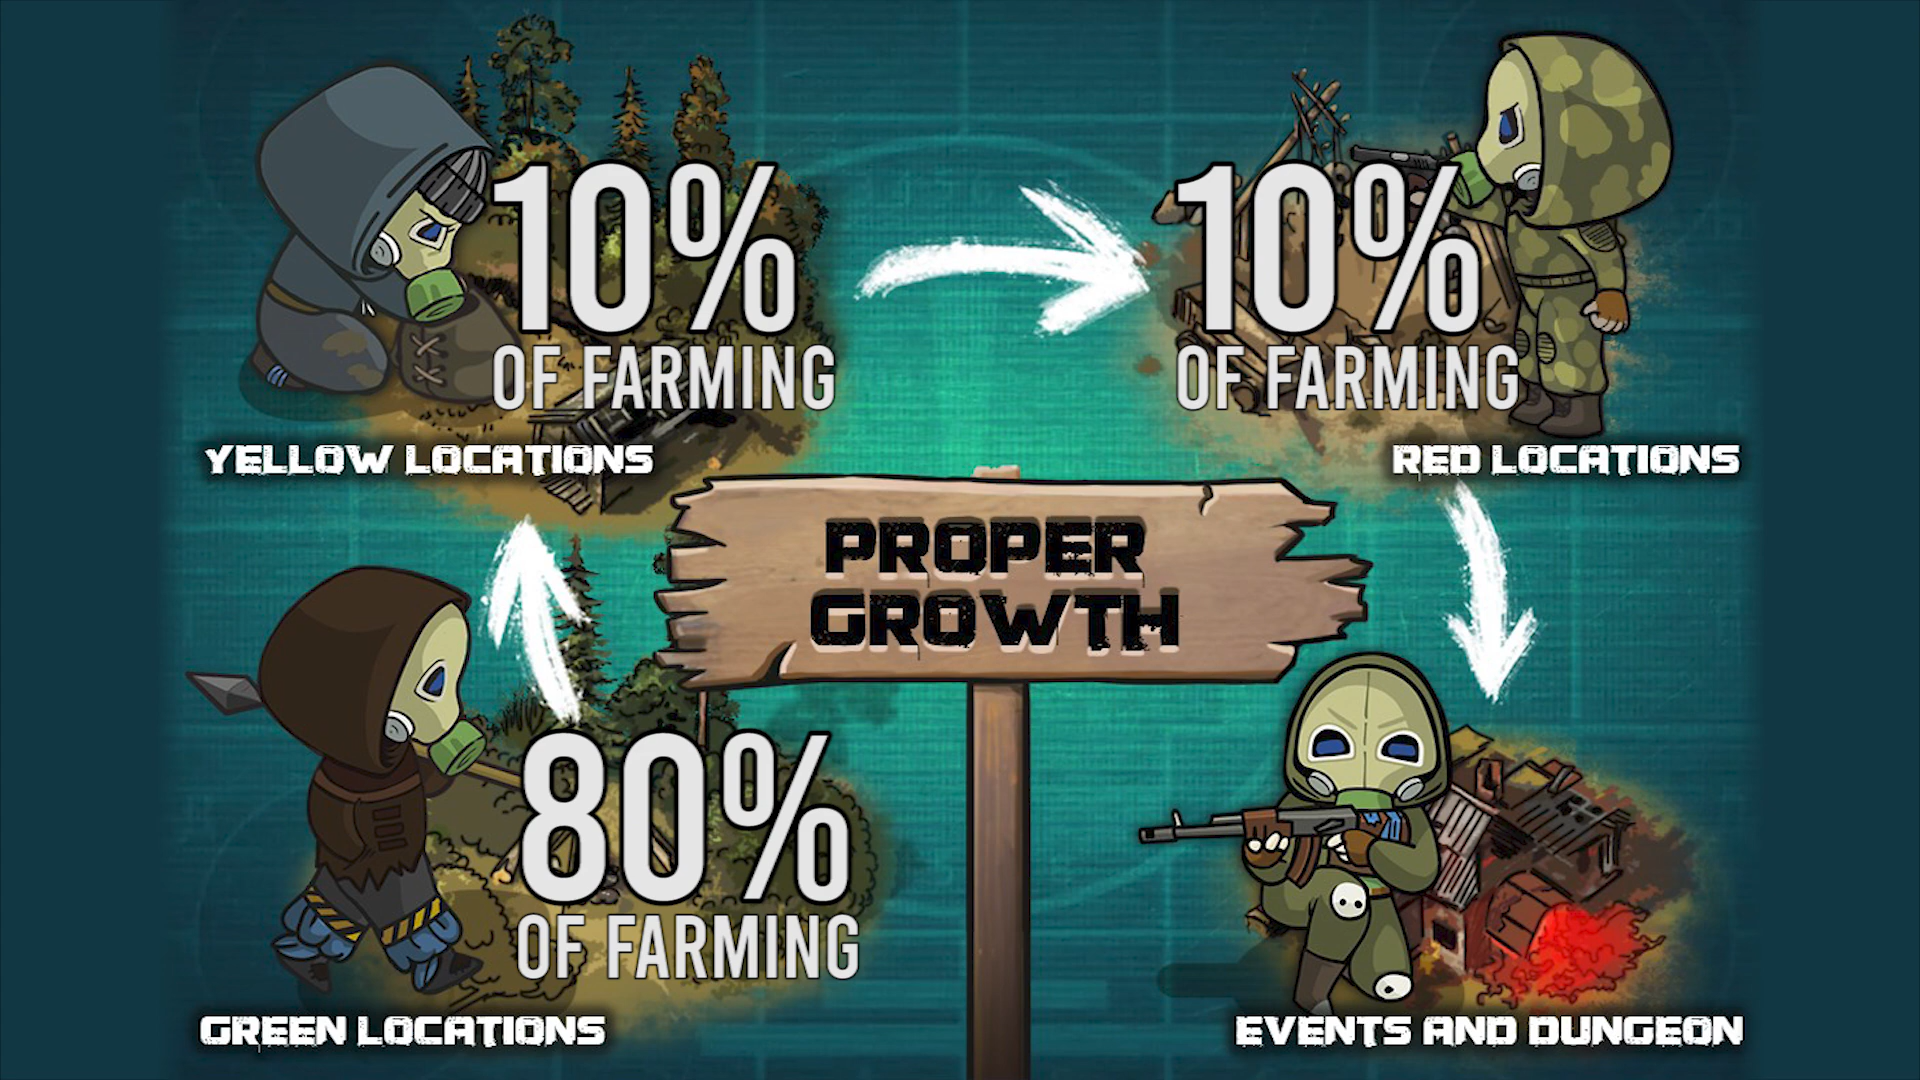 10%
OF FARMING
YELLOW LOCATIONS
10%
OF FARMING
RED LOCATIONS
PROPER
GROWTH
80%
OF FARMING
GREEN LOCATIONS
EVENTS AND DUNGEON